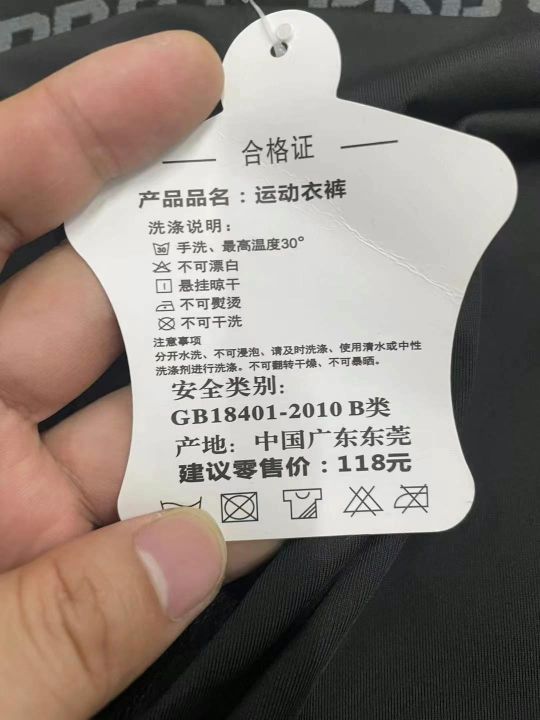 合格证
产品品名：运动衣裤
洗涤说明：
30 手洗、最高温度30°
不可漂白
悬挂晾干
不可熨烫
不可干洗
注意事项
分开水洗、不可浸泡、请及时洗涤、使用清水或中性
洗涤剂进行洗涤。不可翻转干燥、不可暴晒。
安全类别：
GB18401-2010 B类
产地：中国广东东莞
建议零售价：118元